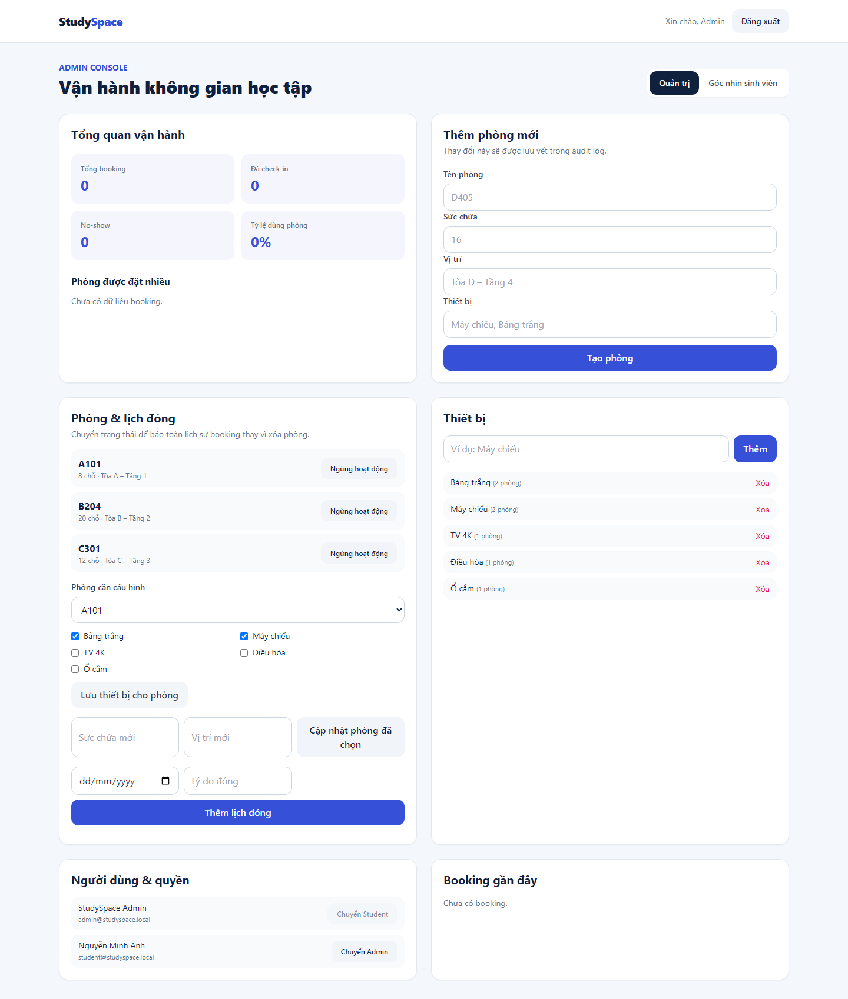 StudySpace
Xin chào, Admin
Đăng xuất
ADMIN CONSOLE
Vận hành không gian học tập
Quản trị
Góc nhìn sinh viên
Tổng quan vận hành
Tổng booking
0
Đã check-in
0
No-show
0
Tỷ lệ dùng phòng
0%
Phòng được đặt nhiều
Chưa có dữ liệu booking.
Thêm phòng mới
Thay đổi này sẽ được lưu vết trong audit log.
Tên phòng
D405
Sức chứa
16
Vị trí
Tòa D – Tầng 4
Thiết bị
Máy chiếu, Bảng trắng
Tạo phòng
Phòng & lịch đóng
Chuyển trạng thái để bảo toàn lịch sử booking thay vì xóa phòng.
A101
8 chỗ · Tòa A – Tầng 1
Ngừng hoạt động
B204
20 chỗ · Tòa B – Tầng 2
Ngừng hoạt động
C301
12 chỗ · Tòa C – Tầng 3
Ngừng hoạt động
Phòng cần cấu hình
A101
Bảng trắng
Máy chiếu
TV 4K
Điều hòa
Ổ cắm
Lưu thiết bị cho phòng
Sức chứa mới
Vị trí mới
Cập nhật phòng đã
chọn
dd/mm/yyyy
Lý do đóng
Thêm lịch đóng
Thiết bị
Ví dụ: Máy chiếu
Thêm
Bảng trắng (2 phòng)
Xóa
Máy chiếu (2 phòng)
Xóa
TV 4K (1 phòng)
Xóa
Điều hòa (1 phòng)
Xóa
Ổ cắm (1 phòng)
Xóa
Người dùng & quyền
StudySpace Admin
admin@studyspace.local
Chuyển Student
Nguyễn Minh Anh
student@studyspace.local
Chuyển Admin
Booking gần đây
Chưa có booking.